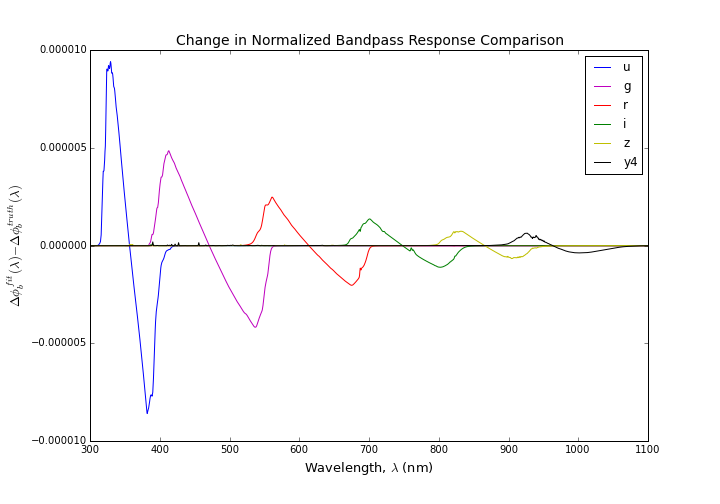 Change in Normalized Bandpass Response Comparison
0.000010
0.000005
0.000000
−0.000005
−0.000010
Δϕ_b^{fit}(λ)−Δϕ_b^{truth}(λ)
u
g
r
i
z
y4
300 400 500 600 700 800 900 1000 1100
Wavelength, λ (nm)